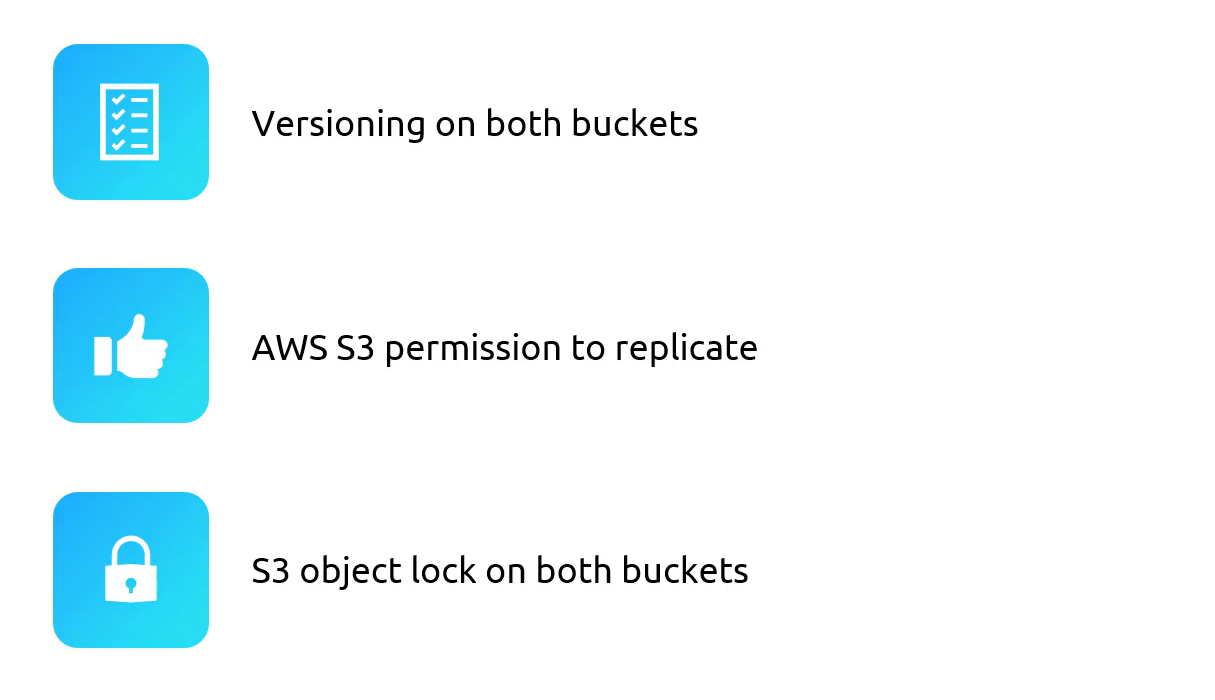 Versioning on both buckets
AWS S3 permission to replicate
S3 object lock on both buckets